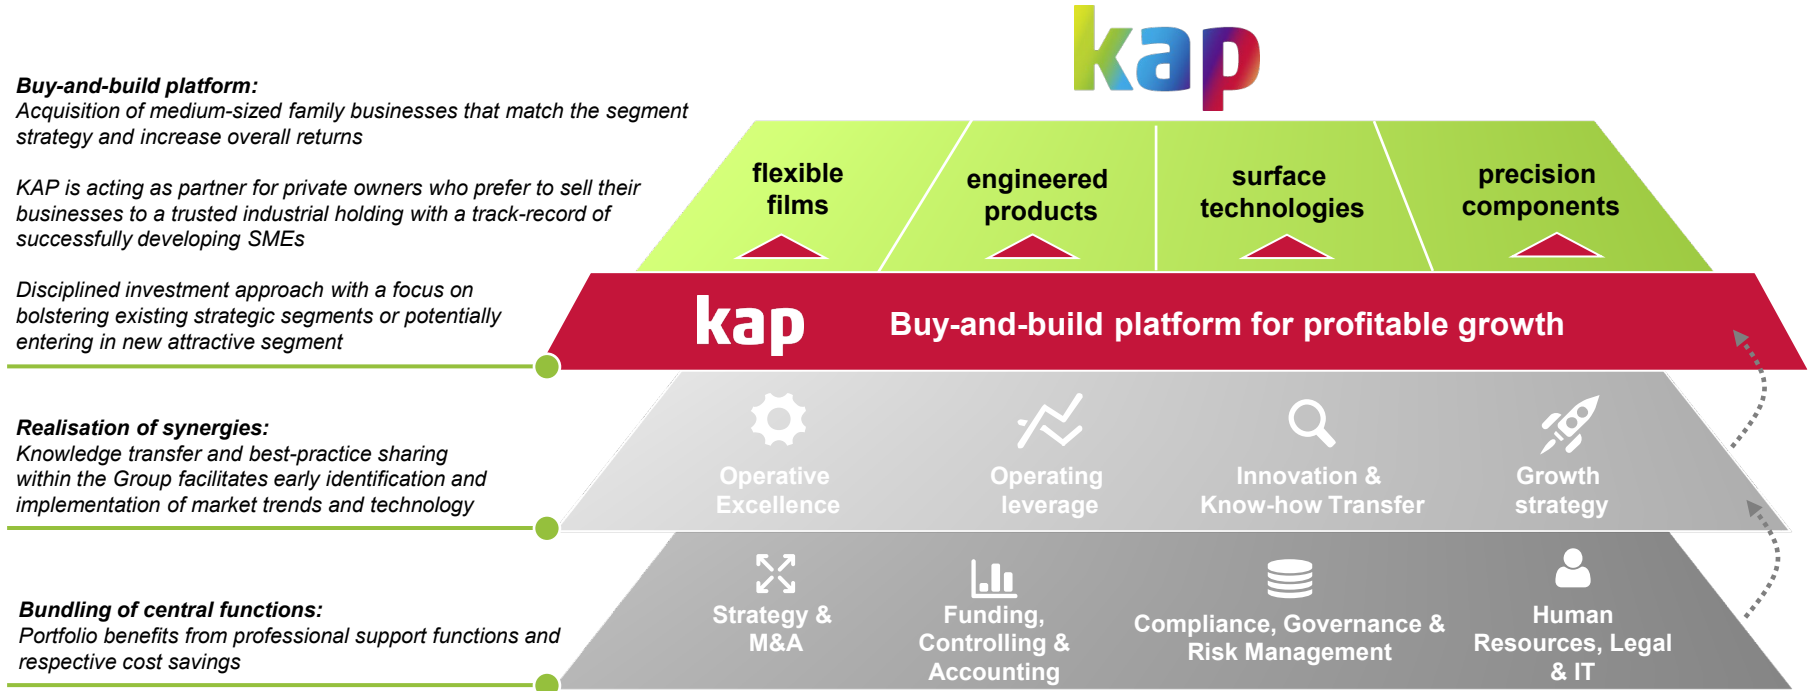 kap
Buy-and-build platform:
Acquisition of medium-sized family businesses that match the segment
strategy and increase overall returns
KAP is acting as partner for private owners who prefer to sell their
businesses to a trusted industrial holding with a track-record of
successfully developing SMEs
Disciplined investment approach with a focus on
bolstering existing strategic segments or potentially
entering in new attractive segment
flexible
films
engineered
products
surface
technologies
precision
components
kap
Buy-and-build platform for profitable growth
Realisation of synergies:
Knowledge transfer and best-practice sharing
within the Group facilitates early identification and
implementation of market trends and technology
Operative
Excellence
Operating
leverage
Innovation &
Know-how Transfer
Growth
strategy
Bundling of central functions:
Portfolio benefits from professional support functions and
respective cost savings
Strategy &
M&A
Funding,
Controlling &
Accounting
Compliance, Governance &
Risk Management
Human
Resources, Legal
& IT